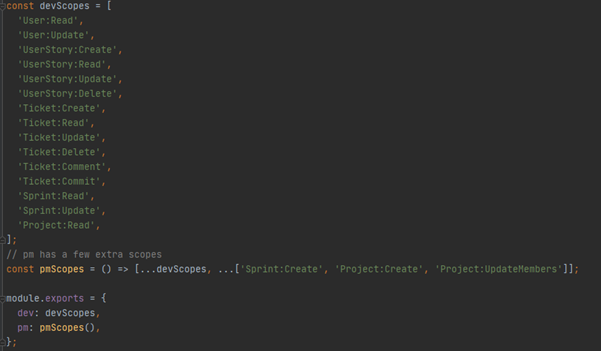 const devScopes = [
  'User:Read',
  'User:Update',
  'UserStory:Create',
  'UserStory:Read',
  'UserStory:Update',
  'UserStory:Delete',
  'Ticket:Create',
  'Ticket:Read',
  'Ticket:Update',
  'Ticket:Delete',
  'Ticket:Comment',
  'Ticket:Commit',
  'Sprint:Read',
  'Sprint:Update',
  'Project:Read',
];
// pm has a few extra scopes
const pmScopes = () => [...devScopes, ...['Sprint:Create', 'Project:Create', 'Project:UpdateMembers']];
module.exports = {
  dev: devScopes,
  pm: pmScopes(),
};